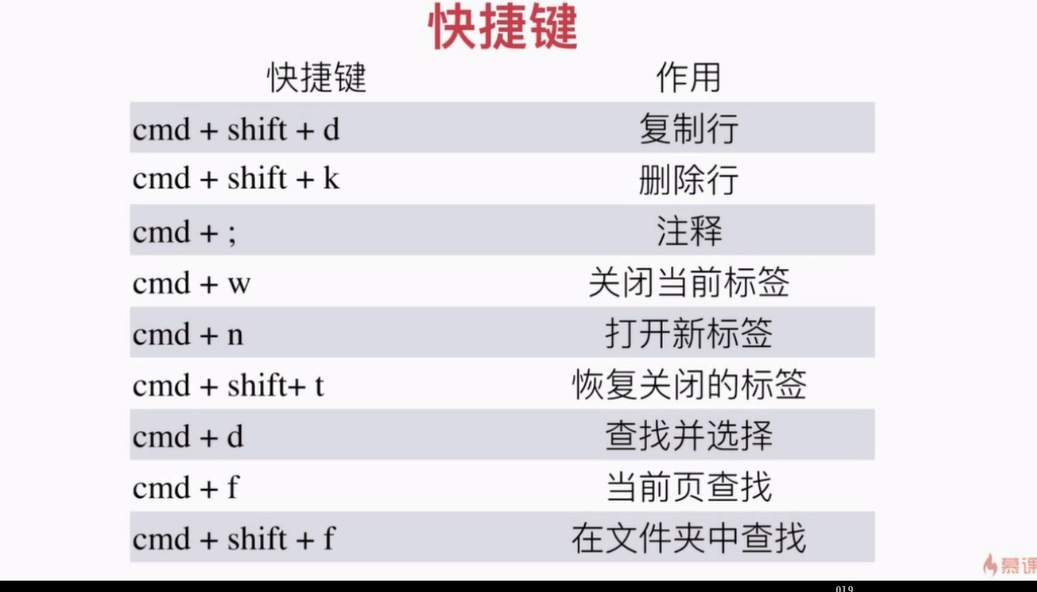 快捷键
快捷键 作用
cmd + shift + d 复制行
cmd + shift + k 删除行
cmd + ; 注释
cmd + w 关闭当前标签
cmd + n 打开新标签
cmd + shift+ t 恢复关闭的标签
cmd + d 查找并选择
cmd + f 当前页查找
cmd + shift + f 在文件夹中查找
慕课